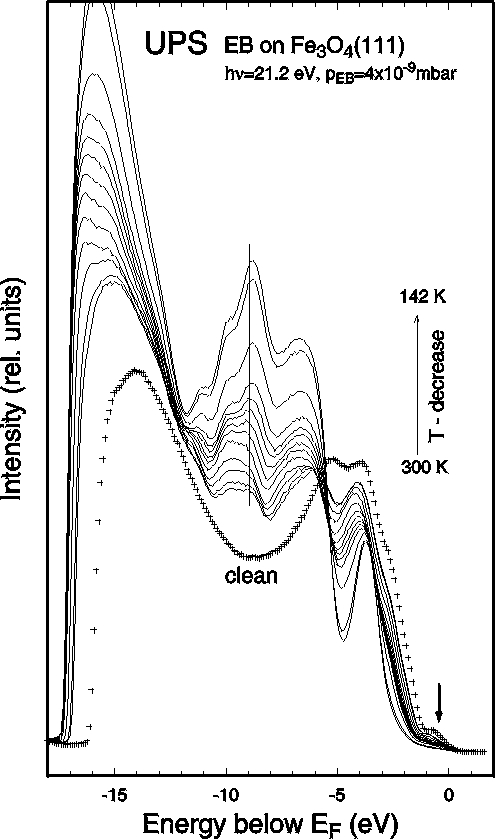 UPS EB on Fe₃O₄(111)
hν=21.2 eV, pEB=4x10⁻⁹mbar
142 K
T - decrease
300 K
clean
Intensity (rel. units)
-15 -10 -5 0
Energy below EF (eV)